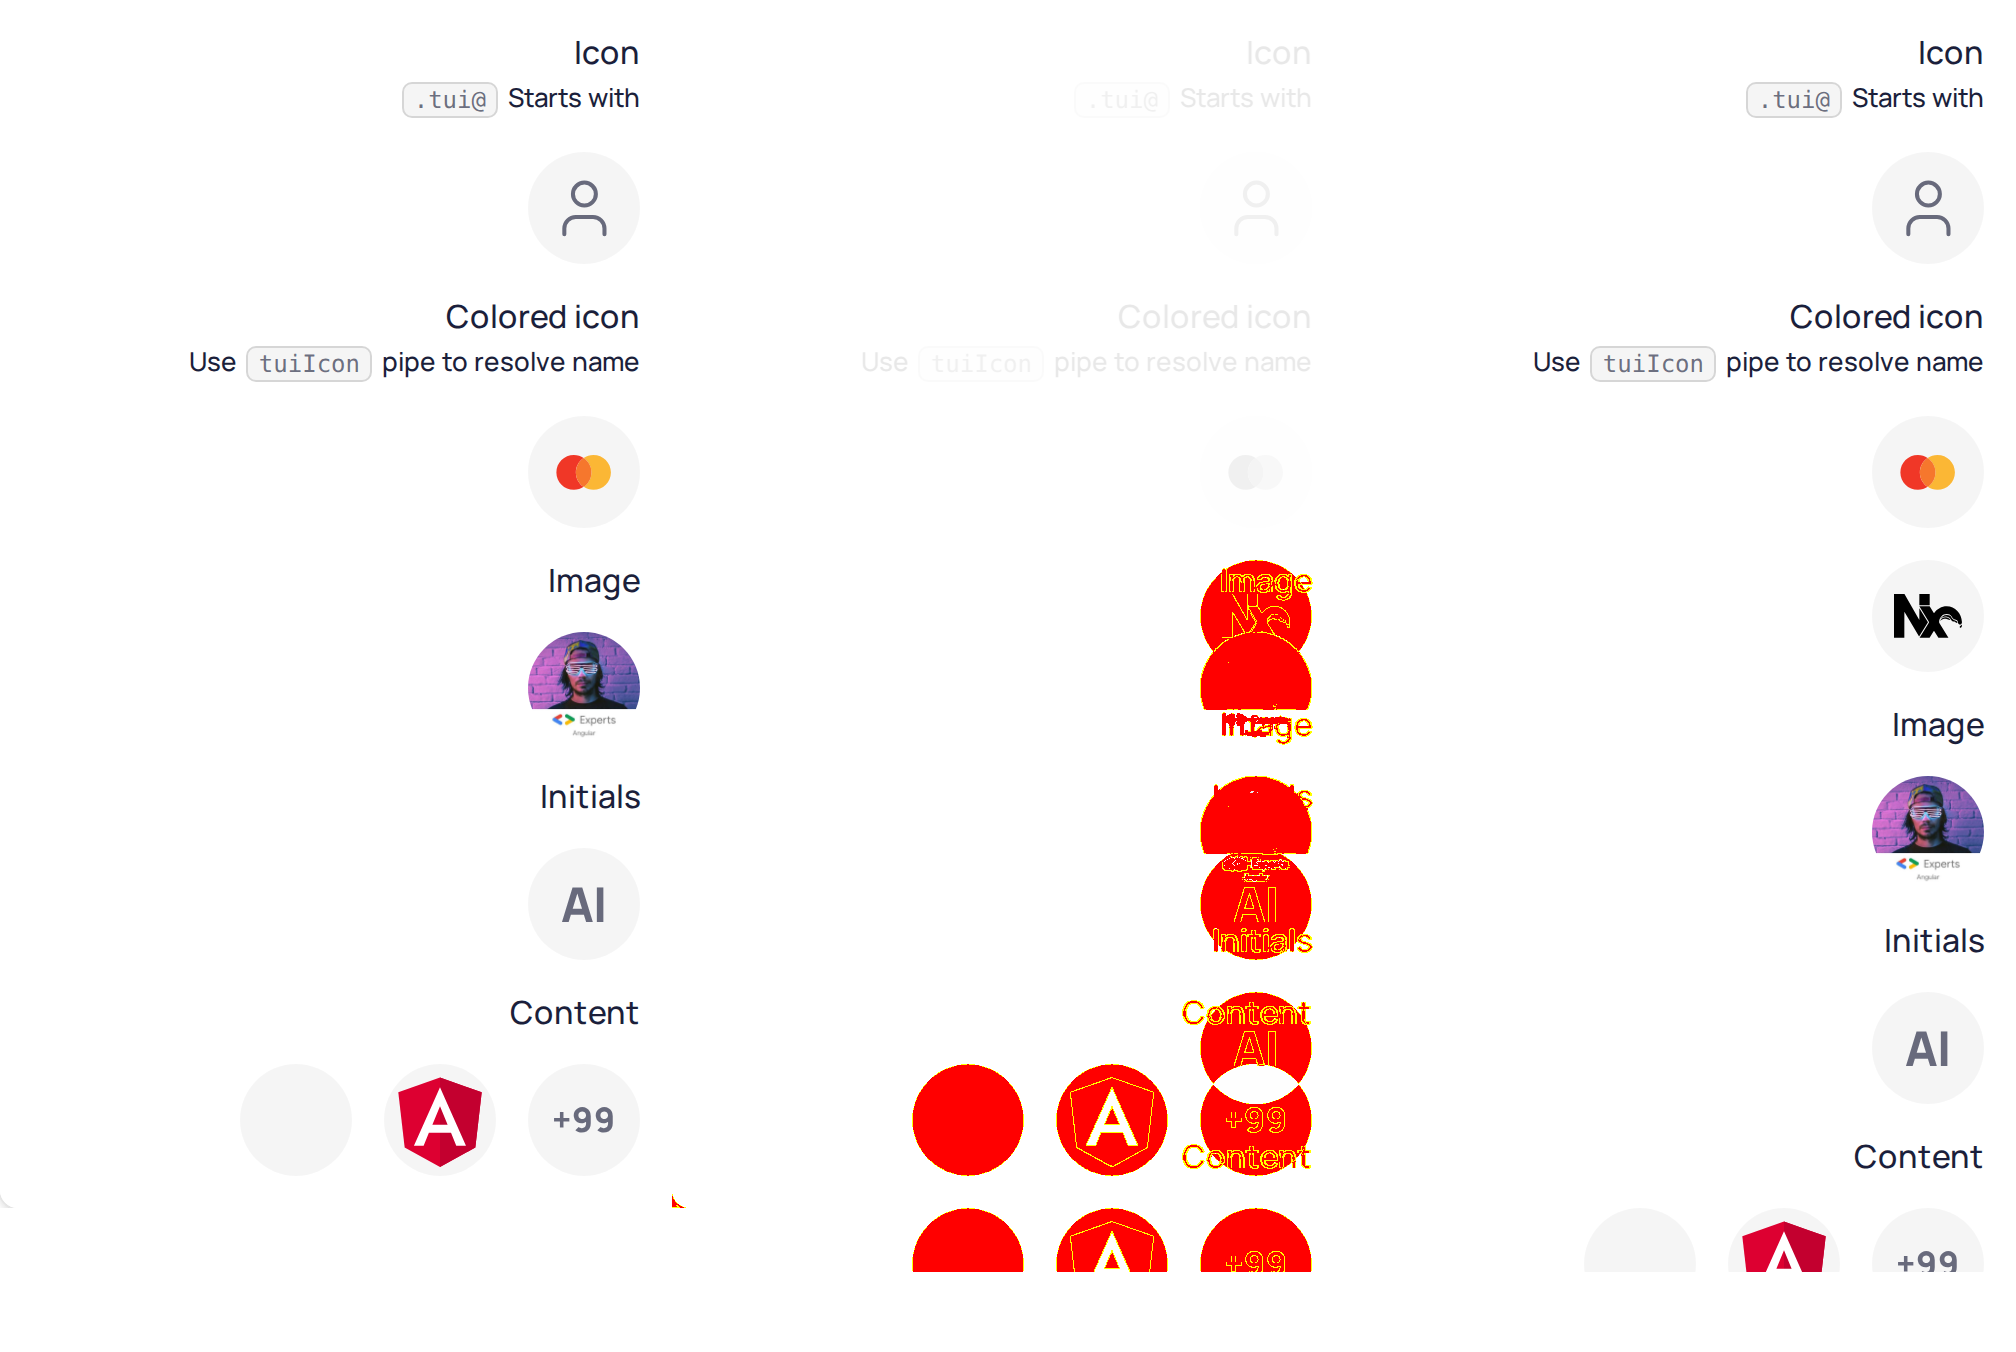 Icon
.tui@ Starts with
Colored icon
Use tuiIcon pipe to resolve name
Image
Experts
Angular
Initials
AI
Content
A
+99
Icon
.tui@ Starts with
Colored icon
Use tuiIcon pipe to resolve name
Image
Image
Initials
AI
Initials
Content
AI
+99
Content
A
+99
Icon
.tui@ Starts with
Colored icon
Use tuiIcon pipe to resolve name
Nx
Image
Experts
Angular
Initials
AI
Content
A
+99